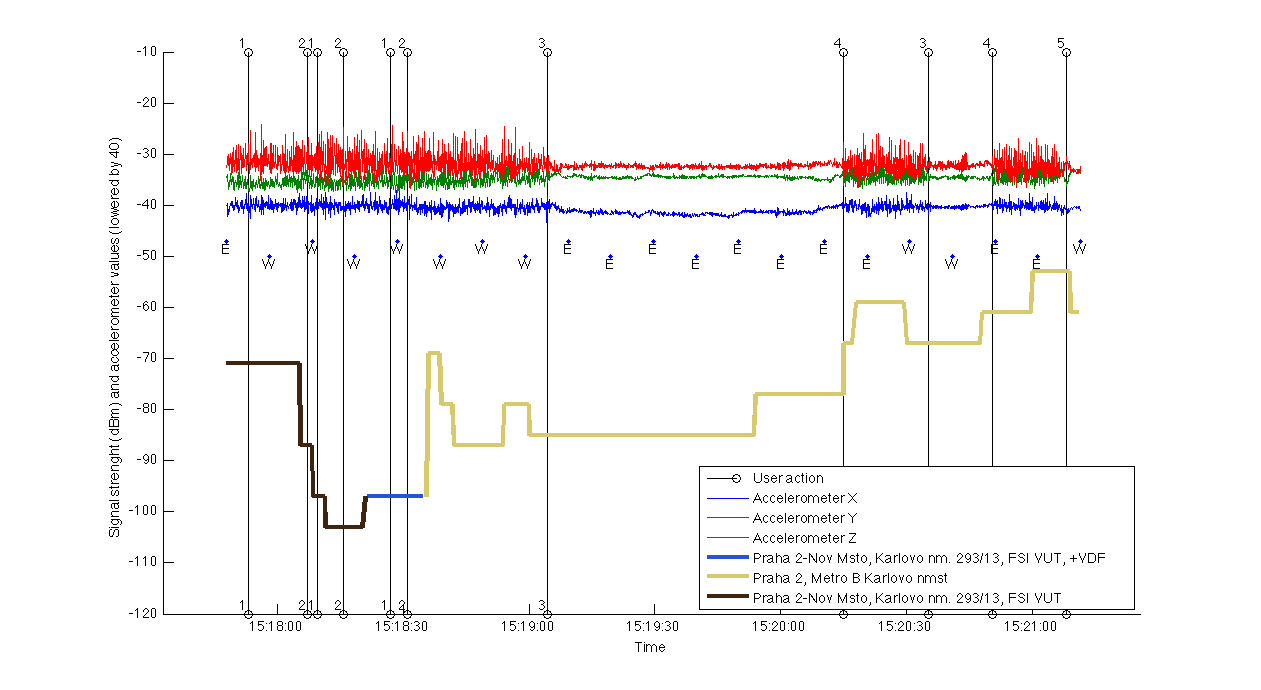 1 2 1 2 1 2 3 4 3 4 5
-10
-20
-30
-40
E W W W W E E E W E W
W W W W E E E E W E
-50
-60
-70
-80
-90
-100
-110
-120
Signal strenght (dBm) and accelerometer values (lowered by 40)
User action
Accelerometer X
Accelerometer Y
Accelerometer Z
Praha 2-Nov Msto, Karlovo nm. 293/13, FSI VUT, +VDF
Praha 2, Metro B Karlovo nmst
Praha 2-Nov Msto, Karlovo nm. 293/13, FSI VUT
1 2 1 2 1 2 3
15:18:00 15:18:30 15:19:00 15:19:30 15:20:00 15:20:30 15:21:00
Time